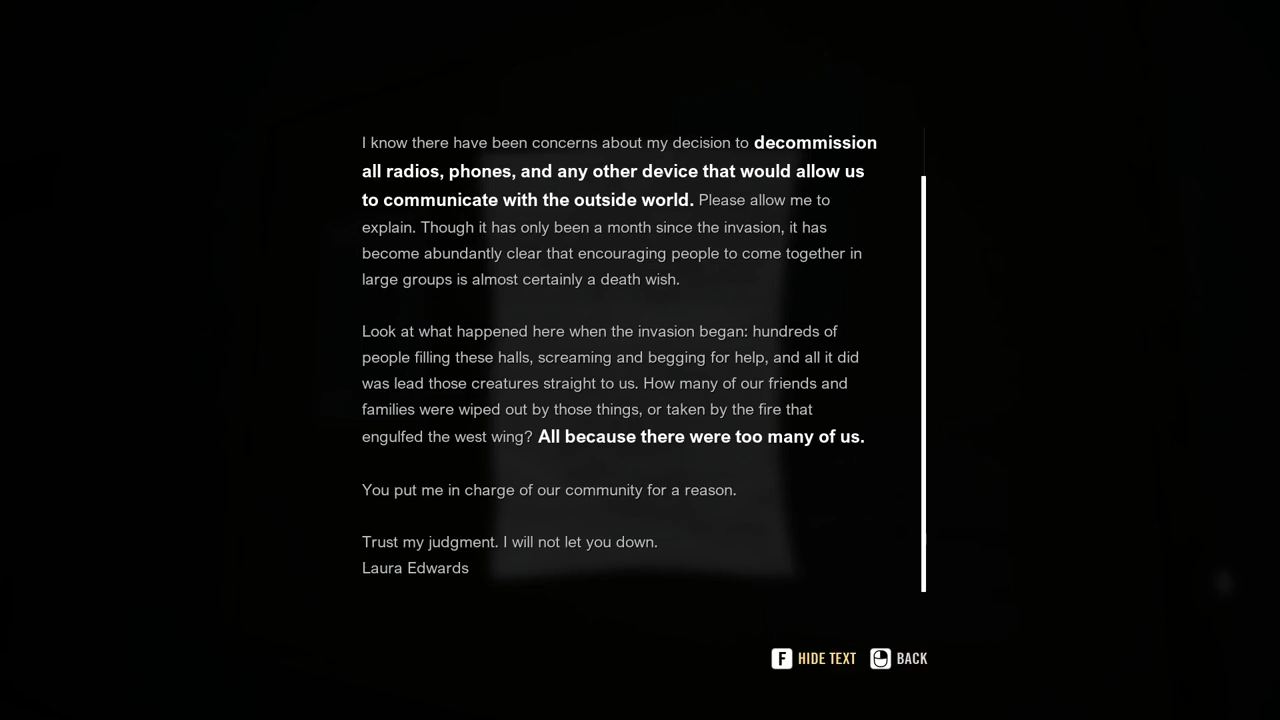 I know there have been concerns about my decision to decommission
all radios, phones, and any other device that would allow us
to communicate with the outside world. Please allow me to
explain. Though it has only been a month since the invasion, it has
become abundantly clear that encouraging people to come together in
large groups is almost certainly a death wish.
Look at what happened here when the invasion began: hundreds of
people filling these halls, screaming and begging for help, and all it did
was lead those creatures straight to us. How many of our friends and
families were wiped out by those things, or taken by the fire that
engulfed the west wing? All because there were too many of us.
You put me in charge of our community for a reason.
Trust my judgment. I will not let you down.
Laura Edwards
F HIDE TEXT BACK